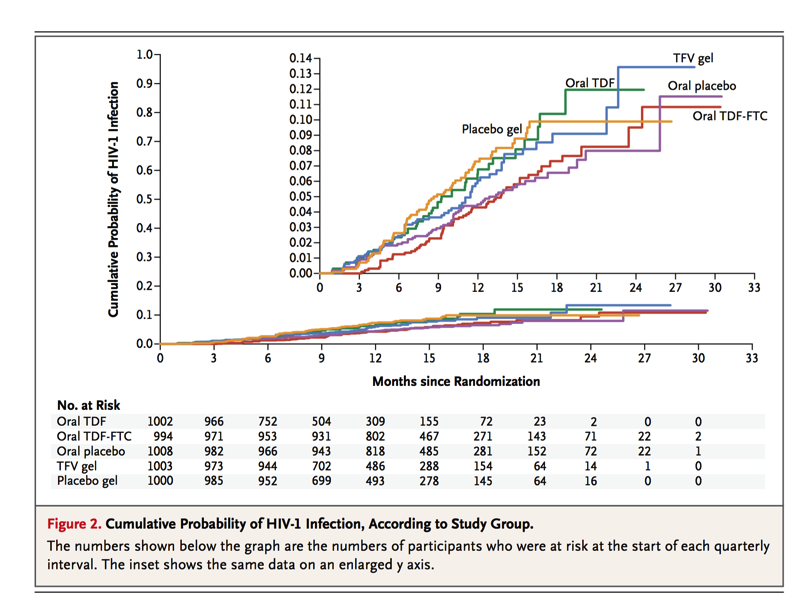 Cumulative Probability of HIV-1 Infection
1.0
0.9
0.8
0.7
0.6
0.5
0.4
0.3
0.2
0.1
0.0
0 3 6 9 12 15 18 21 24 27 30 33
0.14
0.13
0.12
0.11
0.10
0.09
0.08
0.07
0.06
0.05
0.04
0.03
0.02
0.01
0.00
0 3 6 9 12 15 18 21 24 27 30 33
TFV gel
Oral TDF
Oral placebo
Oral TDF-FTC
Placebo gel
Months since Randomization
No. at Risk
Oral TDF 1002 966 752 504 309 155 72 23 2 0 0
Oral TDF-FTC 994 971 953 931 802 467 271 143 71 22 2
Oral placebo 1008 982 966 943 818 485 281 152 72 22 1
TFV gel 1003 973 944 702 486 288 154 64 14 1 0
Placebo gel 1000 985 952 699 493 278 145 64 16 0 0
Figure 2. Cumulative Probability of HIV-1 Infection, According to Study Group.
The numbers shown below the graph are the numbers of participants who were at risk at the start of each quarterly
interval. The inset shows the same data on an enlarged y axis.